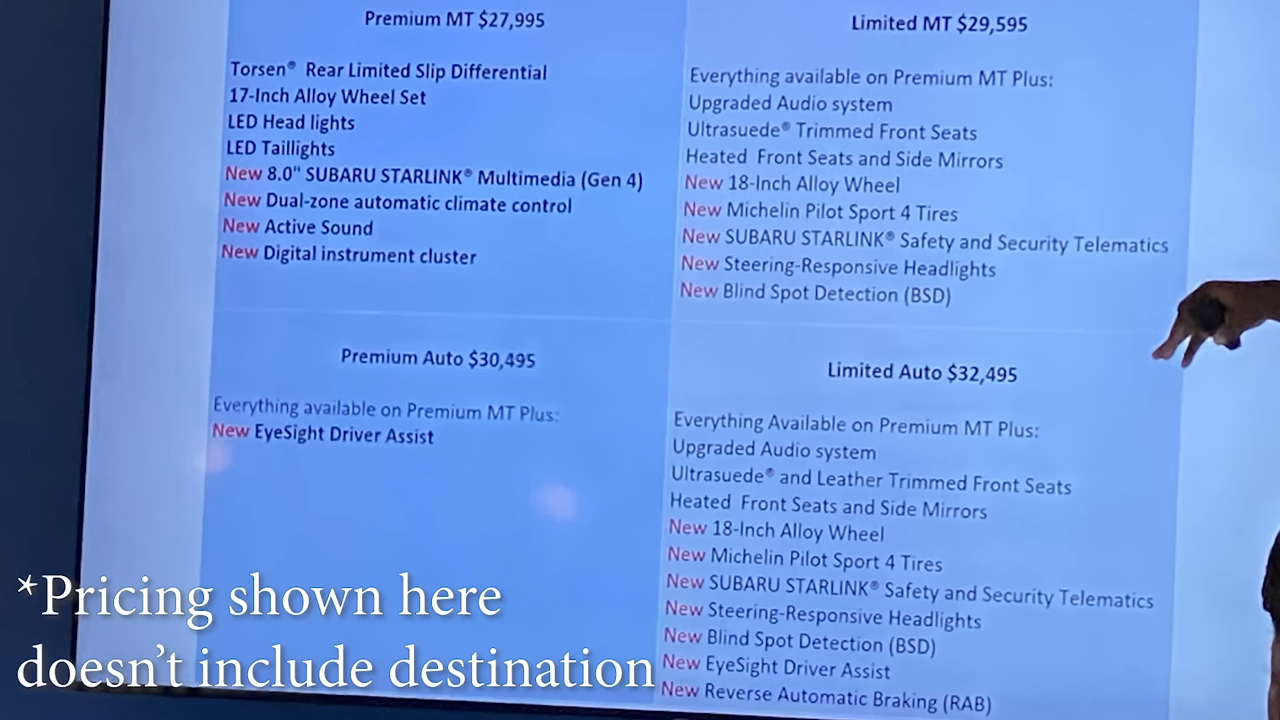 Premium MT $27,995
Torsen® Rear Limited Slip Differential
17-Inch Alloy Wheel Set
LED Head lights
LED Taillights
New 8.0" SUBARU STARLINK® Multimedia (Gen 4)
New Dual-zone automatic climate control
New Active Sound
New Digital instrument cluster
Limited MT $29,595
Everything available on Premium MT Plus:
Upgraded Audio system
Ultrasuede® Trimmed Front Seats
Heated Front Seats and Side Mirrors
New 18-Inch Alloy Wheel
New Michelin Pilot Sport 4 Tires
New SUBARU STARLINK® Safety and Security Telematics
New Steering-Responsive Headlights
New Blind Spot Detection (BSD)
Premium Auto $30,495
Everything available on Premium MT Plus:
New EyeSight Driver Assist
Limited Auto $32,495
Everything Available on Premium MT Plus:
Upgraded Audio system
Ultrasuede® and Leather Trimmed Front Seats
Heated Front Seats and Side Mirrors
New 18-Inch Alloy Wheel
New Michelin Pilot Sport 4 Tires
New SUBARU STARLINK® Safety and Security Telematics
New Steering-Responsive Headlights
New Blind Spot Detection (BSD)
New EyeSight Driver Assist
New Reverse Automatic Braking (RAB)
*Pricing shown here
doesn't include destination